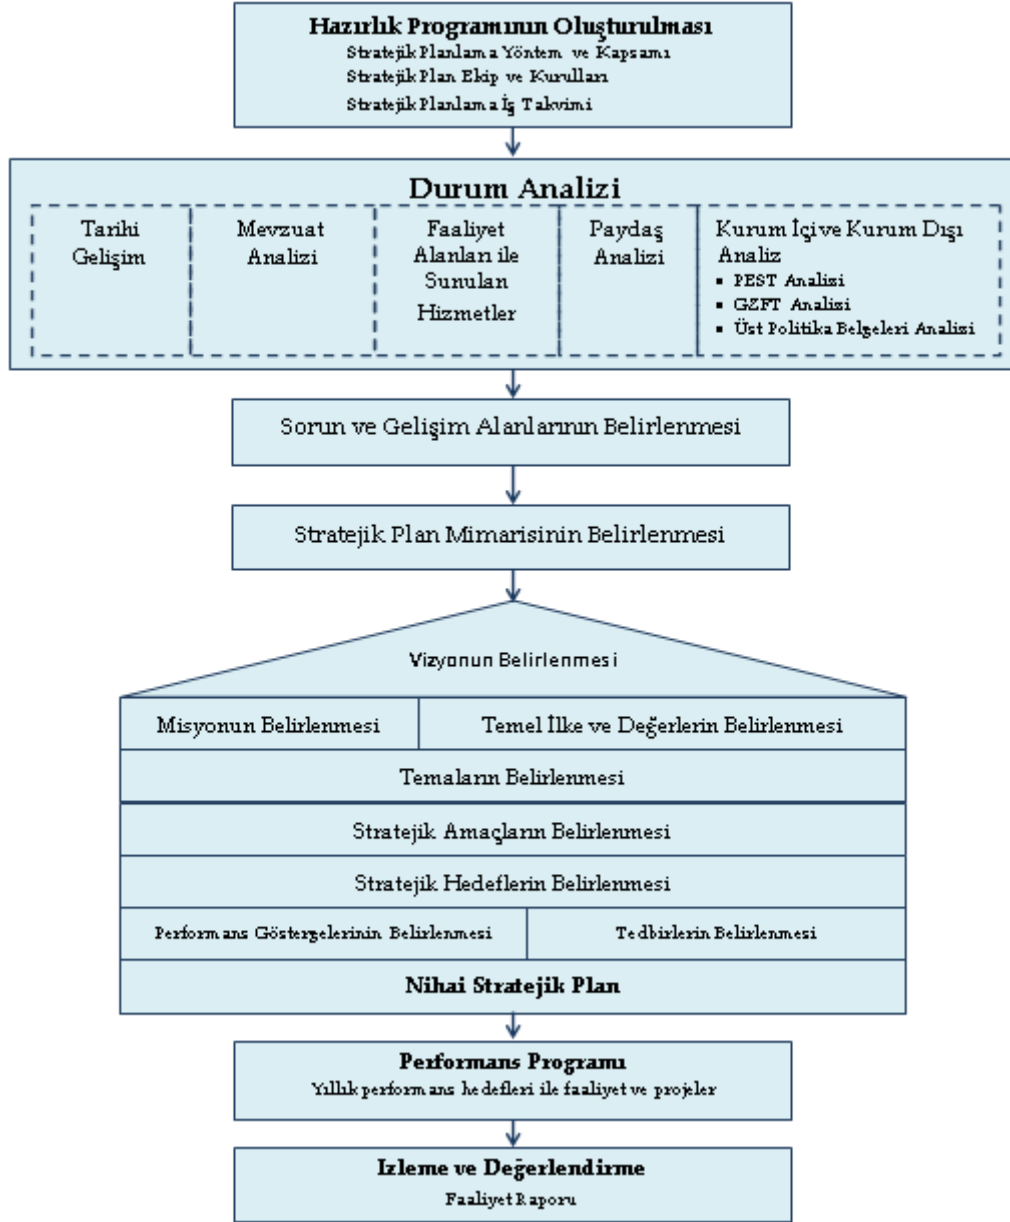 Hazırlık Programının Oluşturulması
Stratejik Planlama Yöntem ve Kapsamı
Stratejik Plan Ekip ve Kurulları
Stratejik Planlama İş Takvimi
Durum Analizi
Tarihi
Gelişim
Mevzuat
Analizi
Faaliyet
Alanları ile
Sunulan
Hizmetler
Paydaş
Analizi
Kurum İçi ve Kurum Dışı
Analiz
▪ PEST Analizi
▪ GZFT Analizi
▪ Üst Politika Belgeleri Analizi
Sorun ve Gelişim Alanlarının Belirlenmesi
Stratejik Plan Mimarisinin Belirlenmesi
Vizyonun Belirlenmesi
Misyonun Belirlenmesi
Temel İlke ve Değerlerin Belirlenmesi
Temaların Belirlenmesi
Stratejik Amaçların Belirlenmesi
Stratejik Hedeflerin Belirlenmesi
Performans Göstergelerinin Belirlenmesi
Tedbirlerin Belirlenmesi
Nihai Stratejik Plan
Performans Programı
Yıllık performans hedefleri ile faaliyet ve projeler
Izleme ve Değerlendirme
Faaliyet Raporu